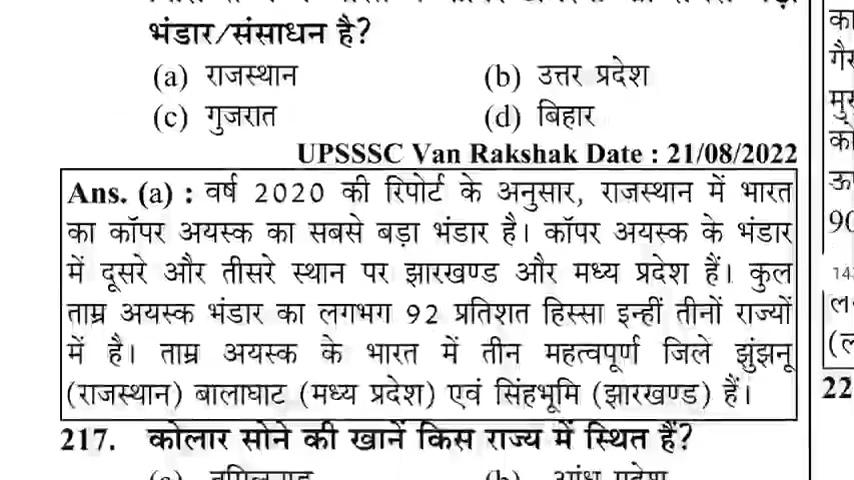 भंडार/संसाधन है?
(a) राजस्थान (b) उत्तर प्रदेश
(c) गुजरात (d) बिहार
UPSSSC Van Rakshak Date : 21/08/2022
Ans. (a) : वर्ष 2020 की रिपोर्ट के अनुसार, राजस्थान में भारत
का कॉपर अयस्क का सबसे बड़ा भंडार है। कॉपर अयस्क के भंडार
में दूसरे और तीसरे स्थान पर झारखण्ड और मध्य प्रदेश हैं। कुल
ताम्र अयस्क भंडार का लगभग 92 प्रतिशत हिस्सा इन्हीं तीनों राज्यों
में है। ताम्र अयस्क के भारत में तीन महत्वपूर्ण जिले झुंझनू
(राजस्थान) बालाघाट (मध्य प्रदेश) एवं सिंहभूमि (झारखण्ड) हैं।
217. कोलार सोने की खानें किस राज्य में स्थित हैं?
22